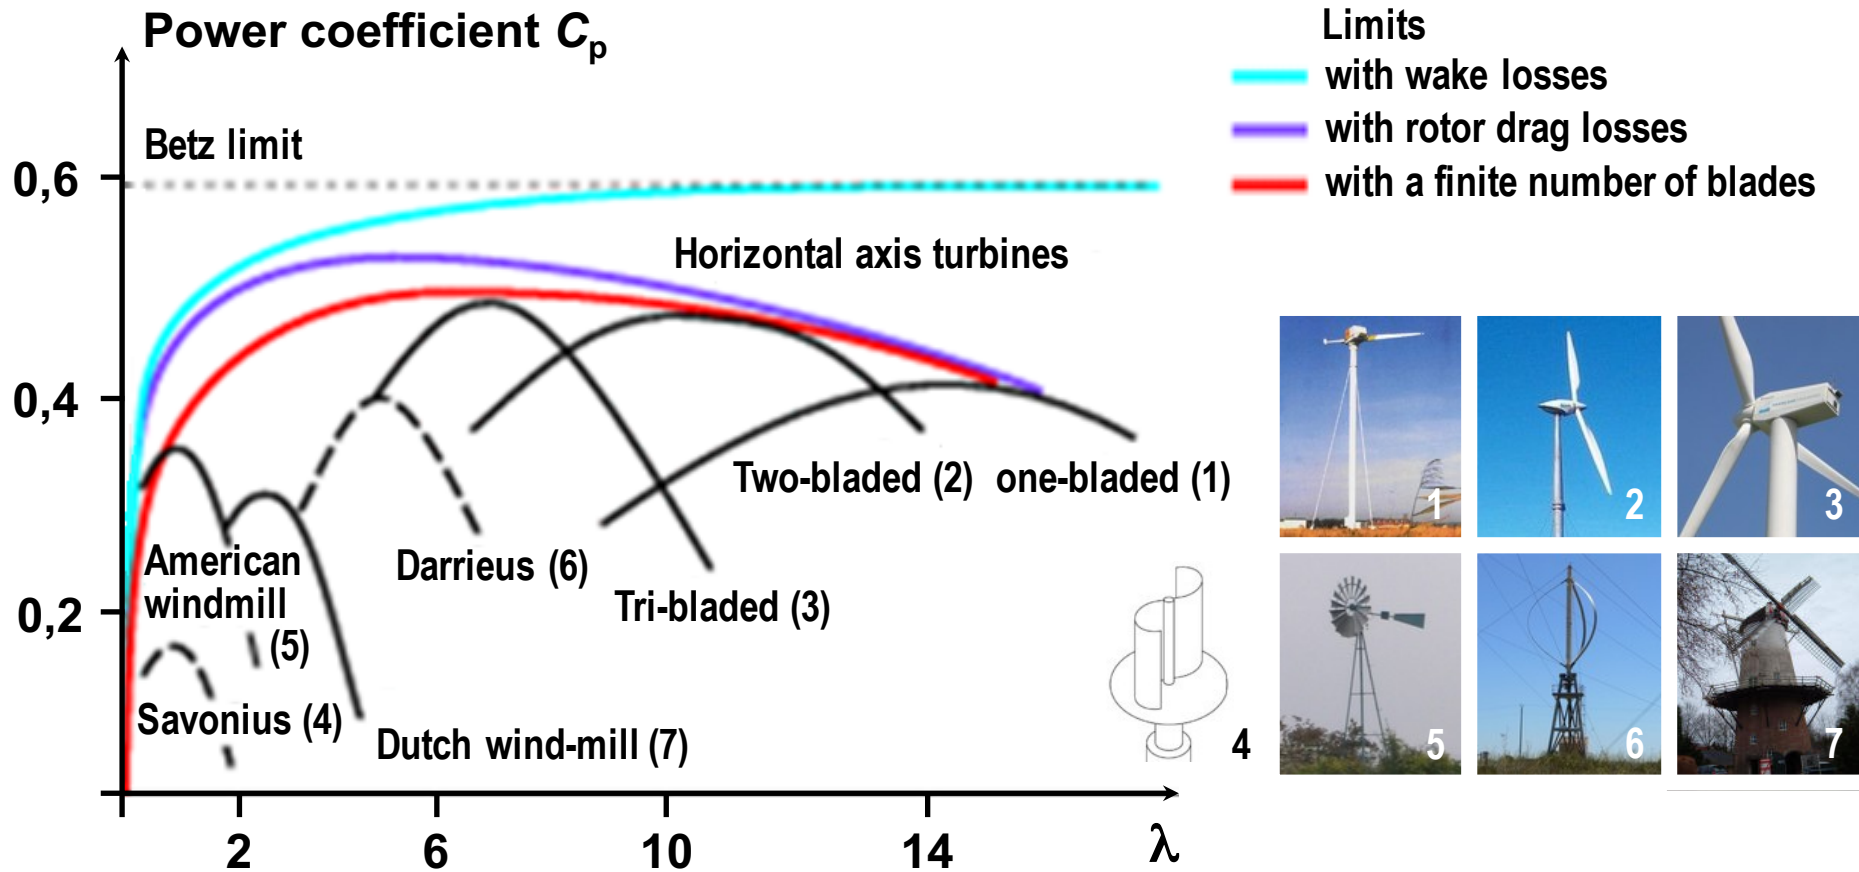 Power coefficient Cp
Limits
with wake losses
with rotor drag losses
with a finite number of blades
Betz limit
0,6
0,4
0,2
Horizontal axis turbines
Two-bladed (2)
one-bladed (1)
American
windmill
(5)
Darrieus (6)
Tri-bladed (3)
Savonius (4)
Dutch wind-mill (7)
2
6
10
14
λ
1
2
3
4
5
6
7